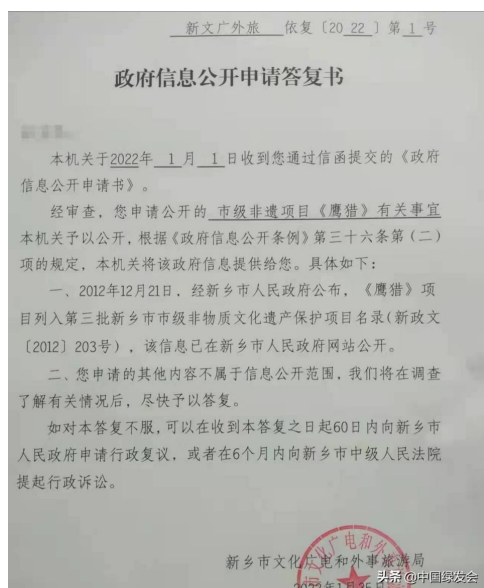 新文广外旅 依复〔2022〕第1号
政府信息公开申请答复书
本机关于2022年 1 月 1 日收到您通过信函提交的《政府
信息公开申请书》。
经审查，您申请公开的 市级非遗项目《鹰猎》有关事宜
本机关予以公开，根据《政府信息公开条例》第三十六条第（二）
项的规定，本机关将该政府信息提供给您。具体如下：
一、2012年12月21日，经新乡市人民政府公布，《鹰猎》项
目列入第三批新乡市市级非物质文化遗产保护项目名录（新政文
〔2012〕203号），该信息已在新乡市人民政府网站公开。
二、您申请的其他内容不属于信息公开范围，我们将在调查
了解有关情况后，尽快予以答复。
如对本答复不服，可以在收到本答复之日起60日内向新乡市
人民政府申请行政复议，或者在6个月内向新乡市中级人民法院
提起行政诉讼。
新乡市文化广电和外事旅游局
市文化广电和外事
头条 @中国绿发会